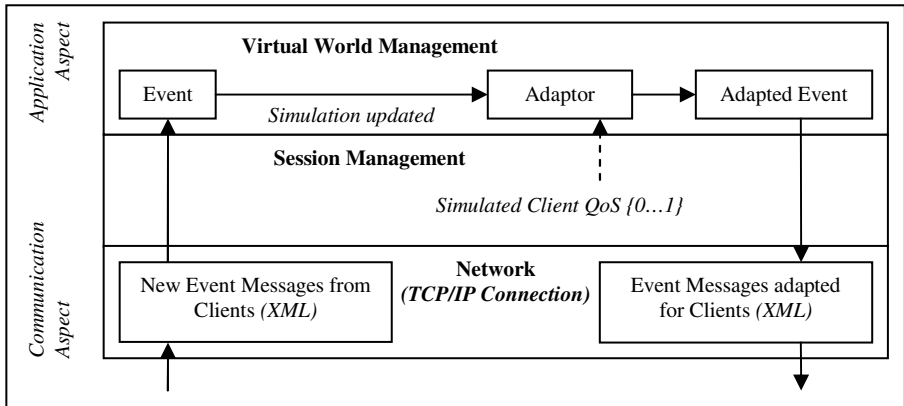 Application
Aspect
Virtual World Management
Event
Simulation updated
Adaptor
Adapted Event
Session Management
Simulated Client QoS {0…1}
Communication
Aspect
New Event Messages from
Clients (XML)
Network
(TCP/IP Connection)
Event Messages adapted
for Clients (XML)